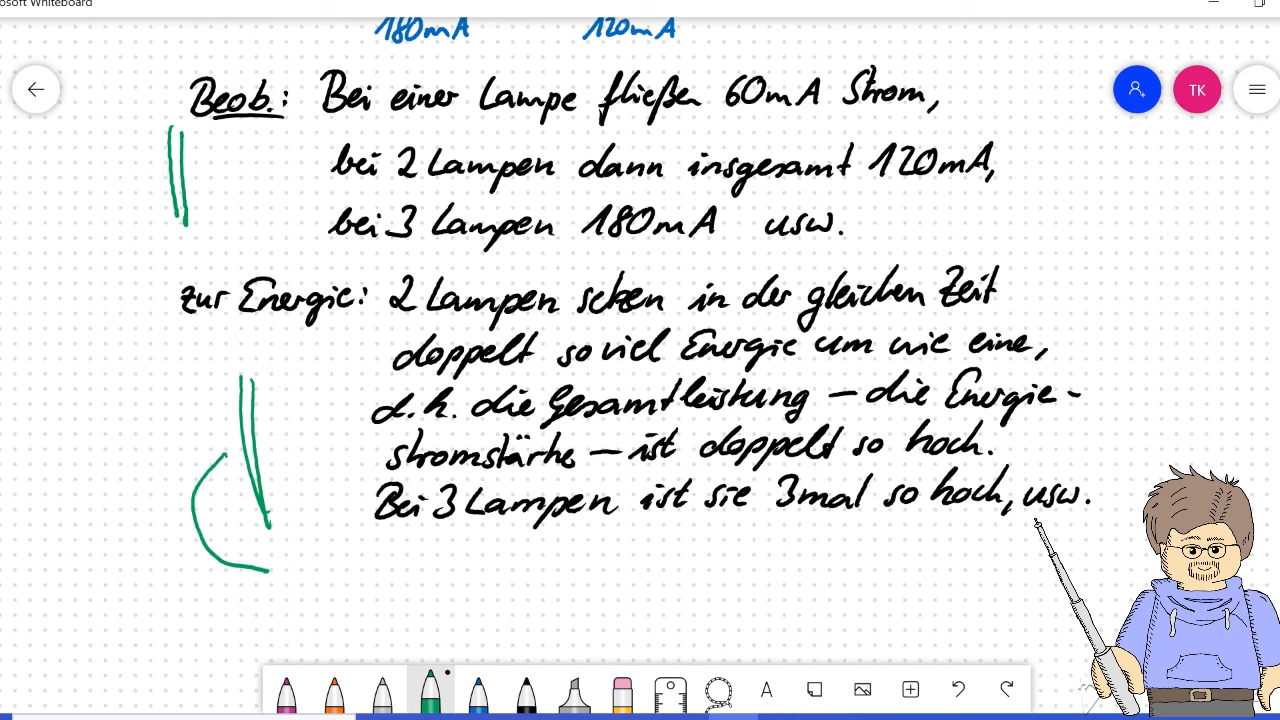 osoft Whiteboard
180mA 120mA
Beob.: Bei einer Lampe fließen 60mA Strom,
bei 2 Lampen dann insgesamt 120mA,
bei 3 Lampen 180mA usw.
zur Energie: 2 Lampen setzen in der gleichen Zeit
doppelt so viel Energie um wie eine,
d.h. die Gesamtleistung – die Energie-
stromstärke – ist doppelt so hoch.
Bei 3 Lampen ist sie 3mal so hoch, usw.
TK
A